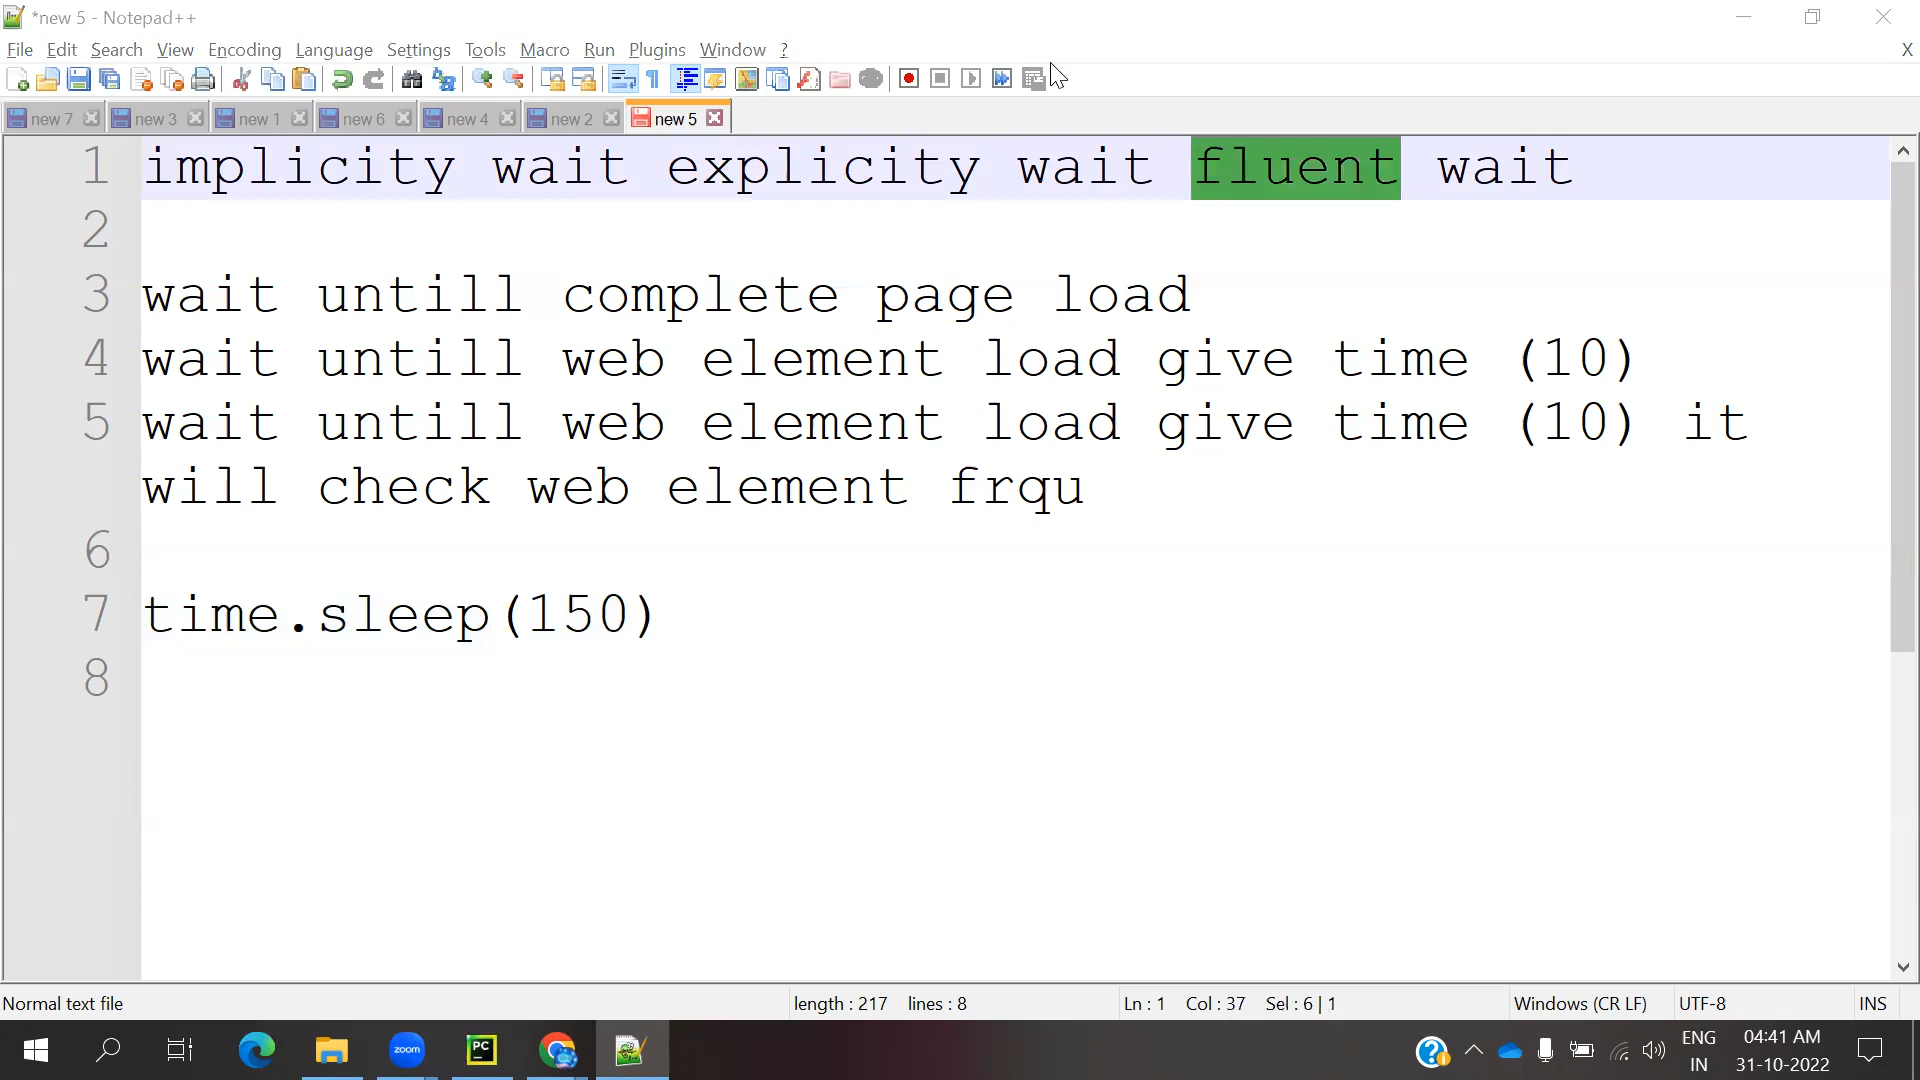 *new 5 - Notepad++
File Edit Search View Encoding Language Settings Tools Macro Run Plugins Window ? X
new 7 new 3 new 1 new 6 new 4 new 2 new 5
1 implicity wait explicity wait fluent wait
2
3 wait untill complete page load
4 wait untill web element load give time (10)
5 wait untill web element load give time (10) it
will check web element frqu
6
7 time.sleep(150)
8
Normal text file length : 217 lines : 8 Ln : 1 Col : 37 Sel : 6 | 1 Windows (CR LF) UTF-8 INS
zoom PC ENG 04:41 AM
IN 31-10-2022